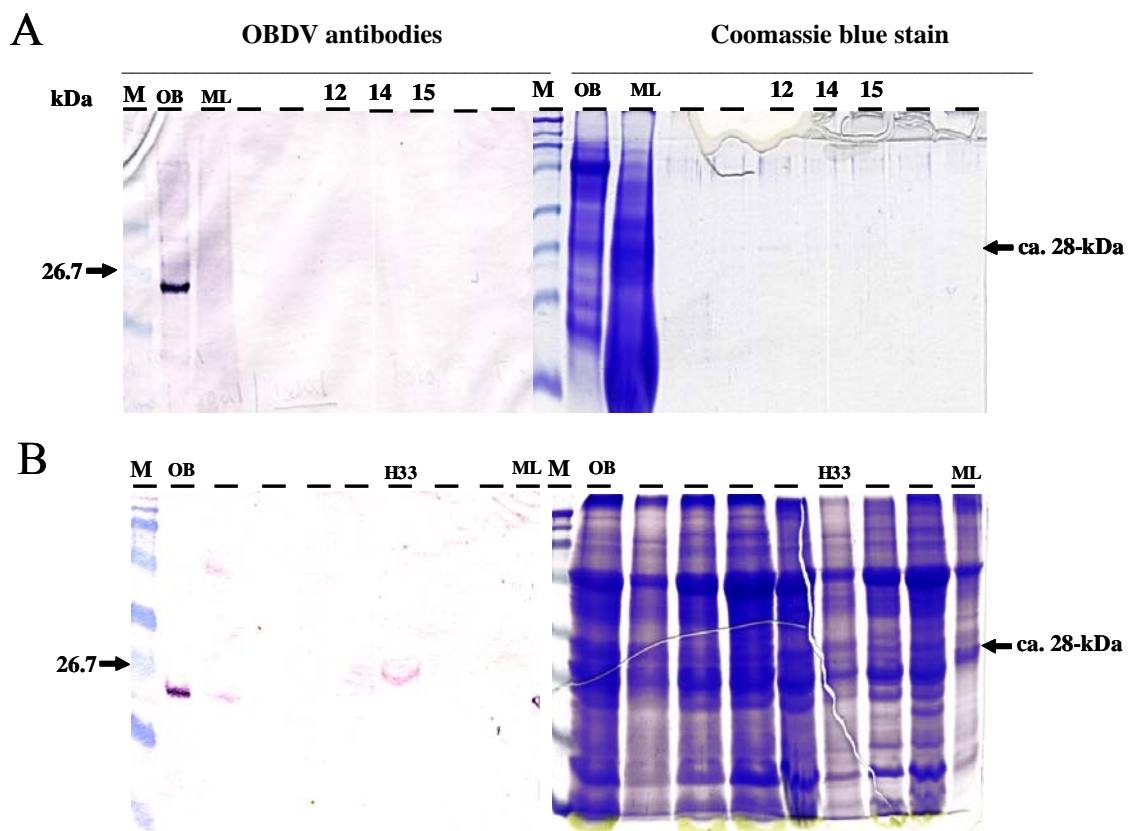 A
OBDV antibodies
Coomassie blue stain
kDa
M OB ML 12 14 15
M OB ML 12 14 15
26.7
ca. 28-kDa
B
M OB H33 ML
M OB H33 ML
26.7
ca. 28-kDa